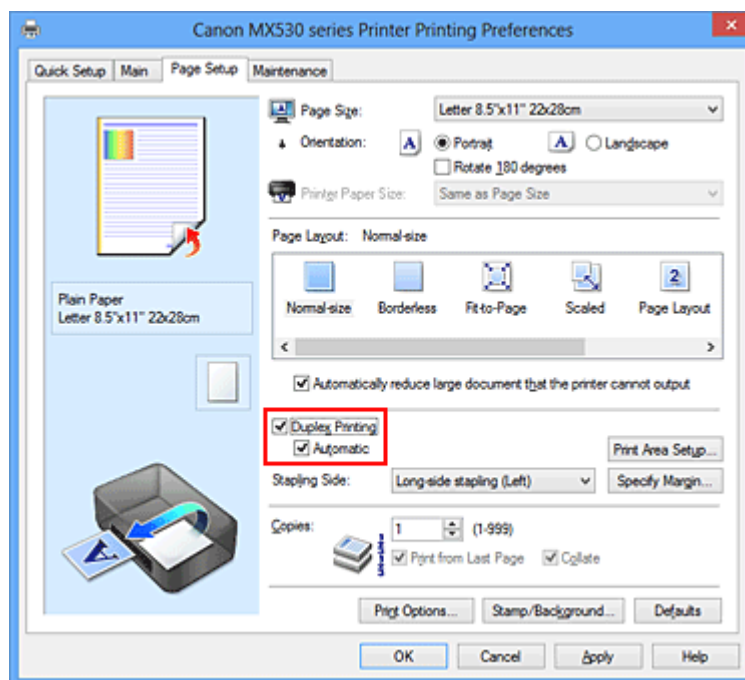 Canon MX530 series Printer Printing Preferences
Quick Setup Main Page Setup Maintenance
Page Size: Letter 8.5"x11" 22x28cm
Orientation: A Portrait A Landscape
Rotate 180 degrees
Printer Paper Size: Same as Page Size
Page Layout: Normal-size
2
Normal-size Borderless Fit-to-Page Scaled Page Layout
Plain Paper
Letter 8.5"x11" 22x28cm
Automatically reduce large document that the printer cannot output
Duplex Printing
Automatic
Print Area Setup...
Stapling Side: Long-side stapling (Left) Specify Margin...
Copies: 1 (1-999)
Print from Last Page Collate
A
Print Options... Stamp/Background... Defaults
OK Cancel Apply Help